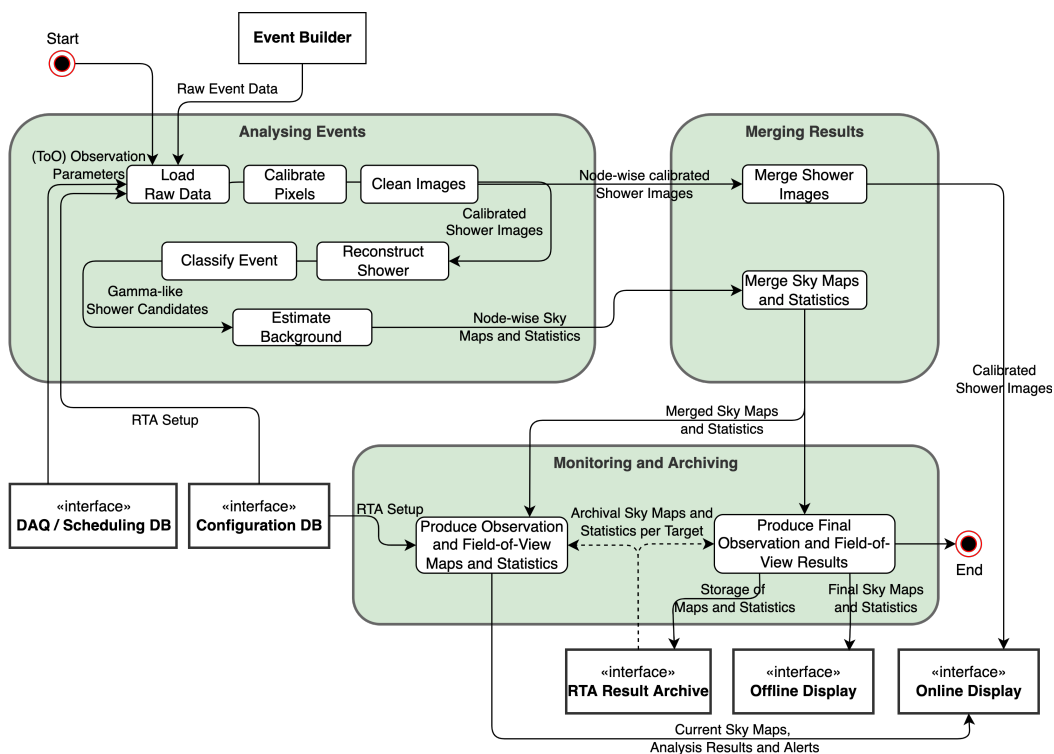 Start
Event Builder
Raw Event Data
Analysing Events
Merging Results
(ToO) Observation
Parameters
Load
Raw Data
Calibrate
Pixels
Clean Images
Node-wise calibrated
Shower Images
Merge Shower
Images
Calibrated
Shower Images
Classify Event
Reconstruct
Shower
Gamma-like
Shower Candidates
Estimate
Background
Node-wise Sky
Maps and Statistics
Merge Sky Maps
and Statistics
Calibrated
Shower Images
RTA Setup
Merged Sky Maps
and Statistics
Monitoring and Archiving
«interface»
DAQ / Scheduling DB
«interface»
Configuration DB
RTA Setup
Produce Observation
and Field-of-View
Maps and Statistics
Archival Sky Maps and
Statistics per Target
Produce Final
Observation and Field-of-
View Results
End
Storage of
Maps and Statistics
Final Sky Maps
and Statistics
«interface»
RTA Result Archive
«interface»
Offline Display
«interface»
Online Display
Current Sky Maps,
Analysis Results and Alerts